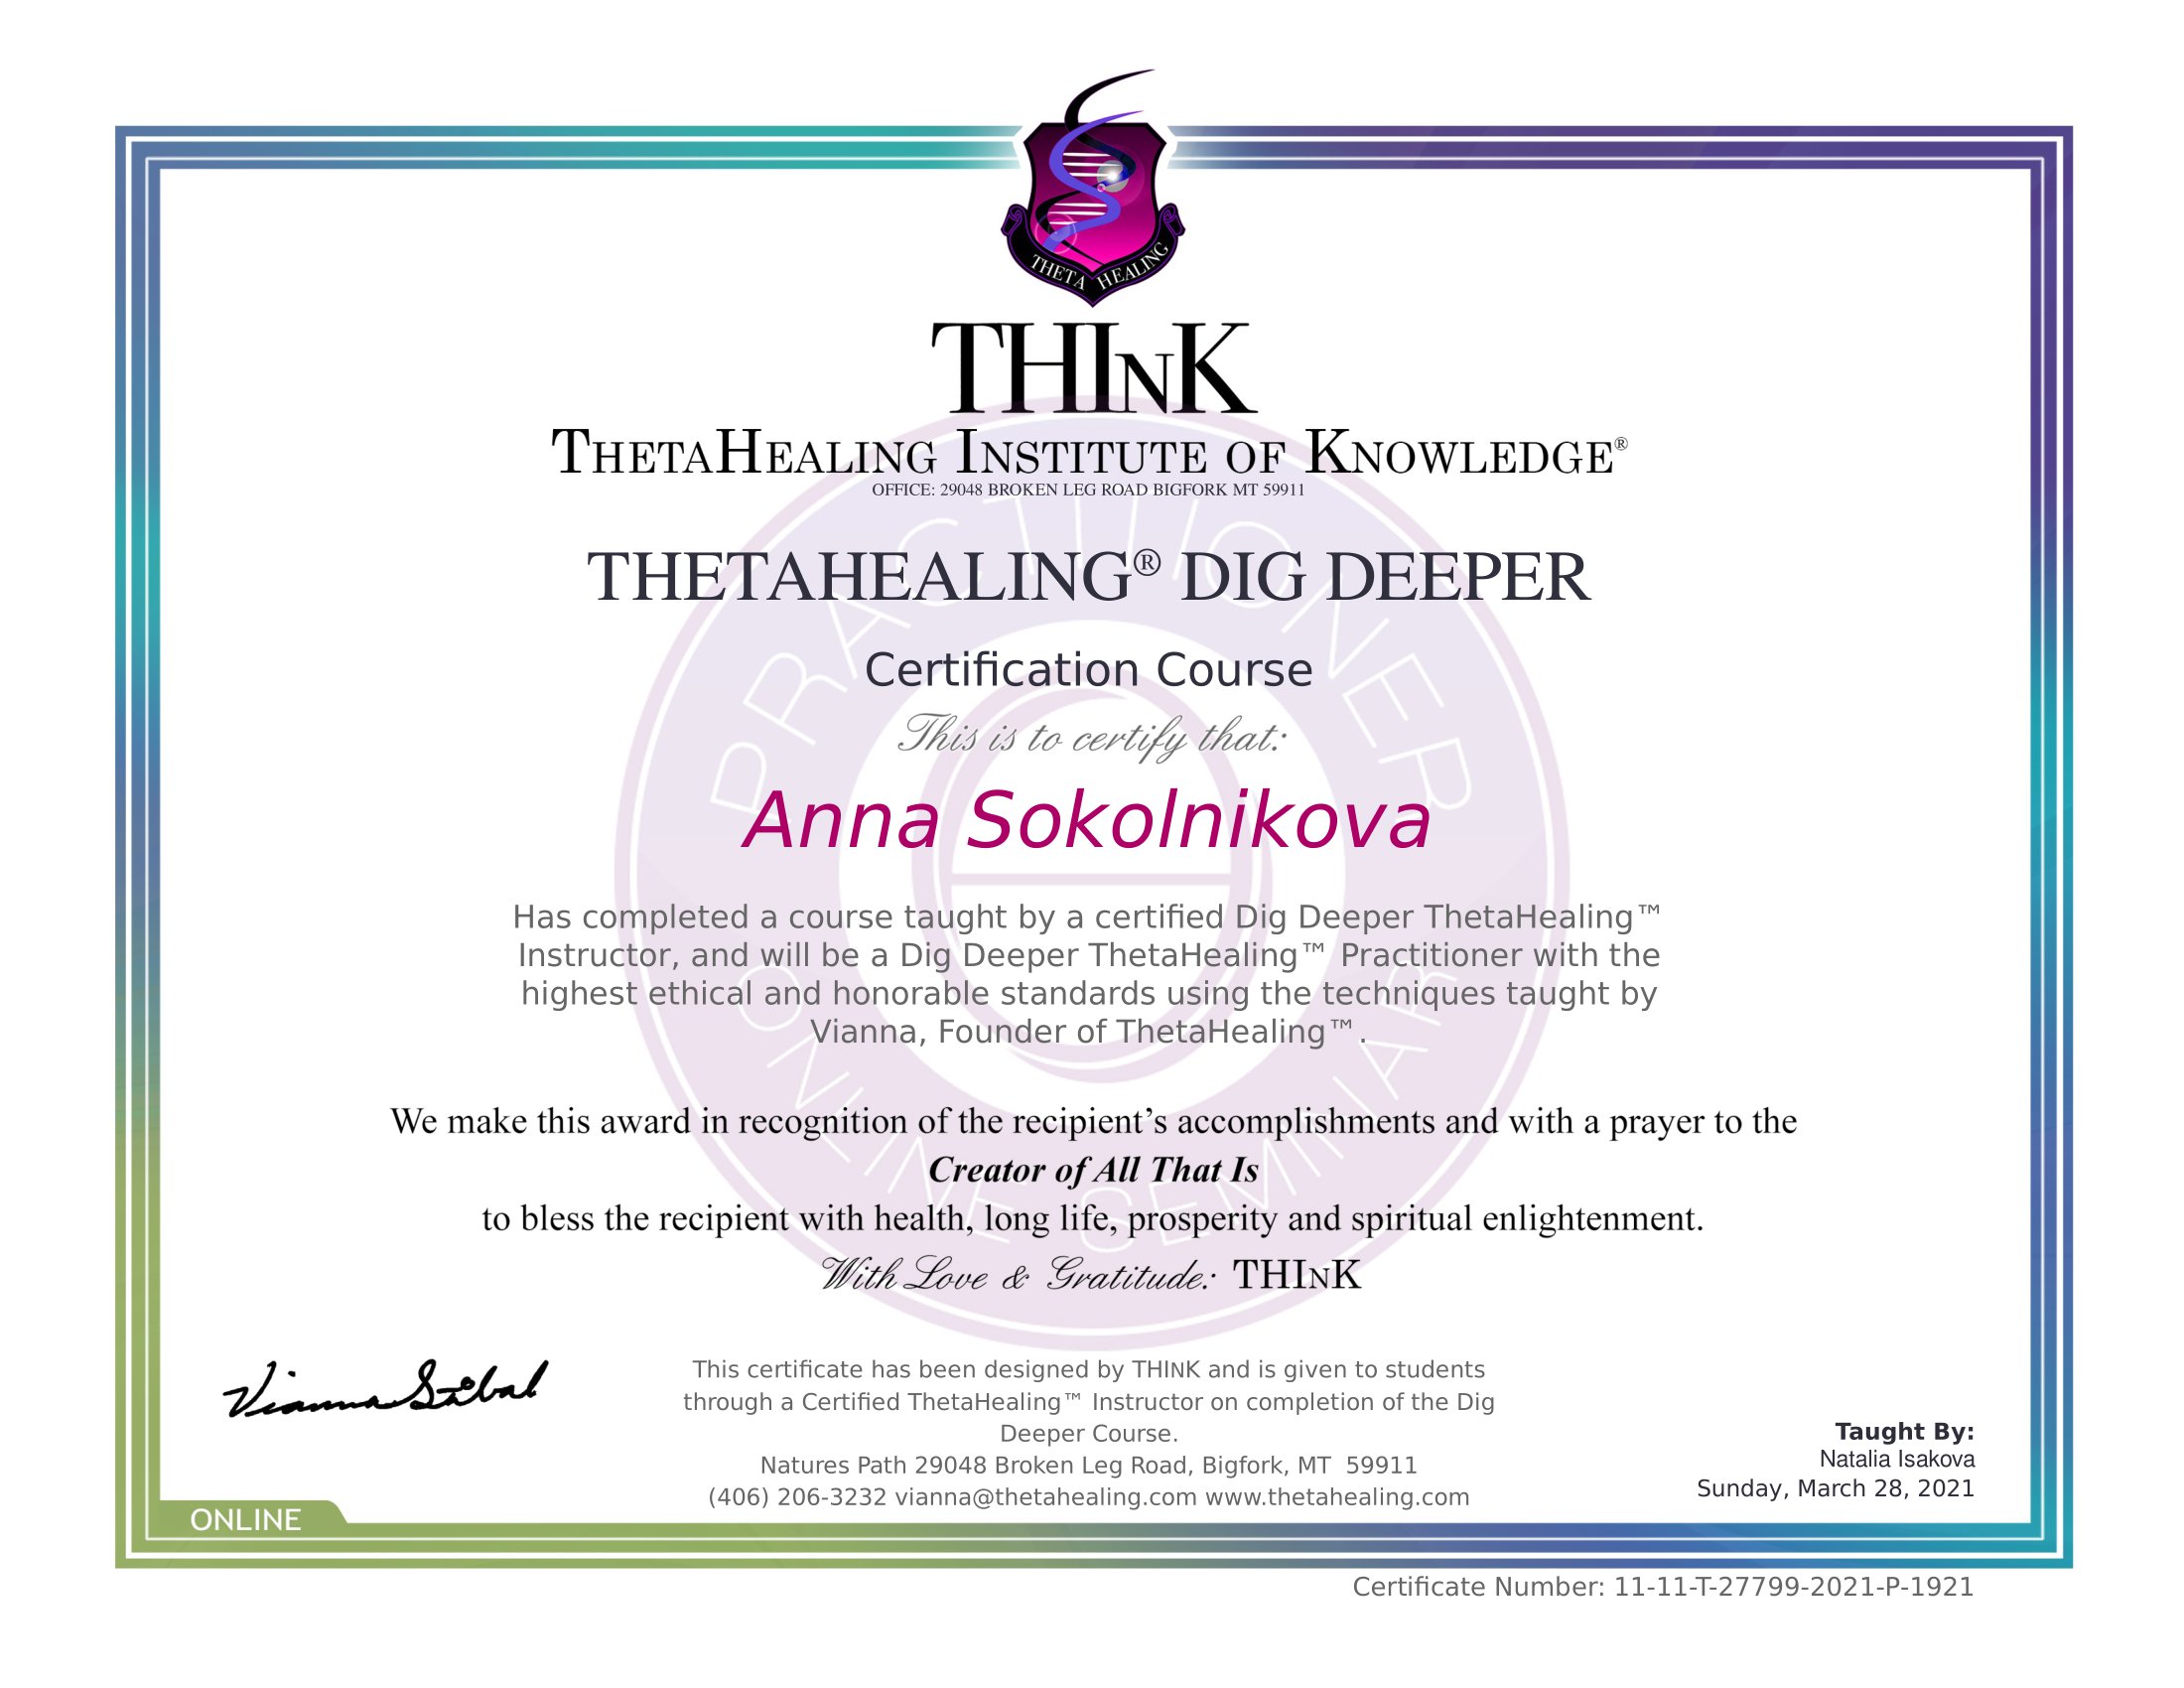 THETA HEALING
THINK
THETAHEALING INSTITUTE OF KNOWLEDGE®
OFFICE: 29048 BROKEN LEG ROAD BIGFORK MT 59911
THETAHEALING® DIG DEEPER
Certification Course
This is to certify that:
Anna Sokolnikova
Has completed a course taught by a certified Dig Deeper ThetaHealing™
Instructor, and will be a Dig Deeper ThetaHealing™ Practitioner with the
highest ethical and honorable standards using the techniques taught by
Vianna, Founder of ThetaHealing™.
PRACTITIONER
ONLINE SEMINAR
We make this award in recognition of the recipient’s accomplishments and with a prayer to the
Creator of All That Is
to bless the recipient with health, long life, prosperity and spiritual enlightenment.
With Love & Gratitude: THINK
Vianna Stibal
This certificate has been designed by THINK and is given to students
through a Certified ThetaHealing™ Instructor on completion of the Dig
Deeper Course.
Natures Path 29048 Broken Leg Road, Bigfork, MT 59911
(406) 206-3232 vianna@thetahealing.com www.thetahealing.com
Taught By:
Natalia Isakova
Sunday, March 28, 2021
ONLINE
Certificate Number: 11-11-T-27799-2021-P-1921